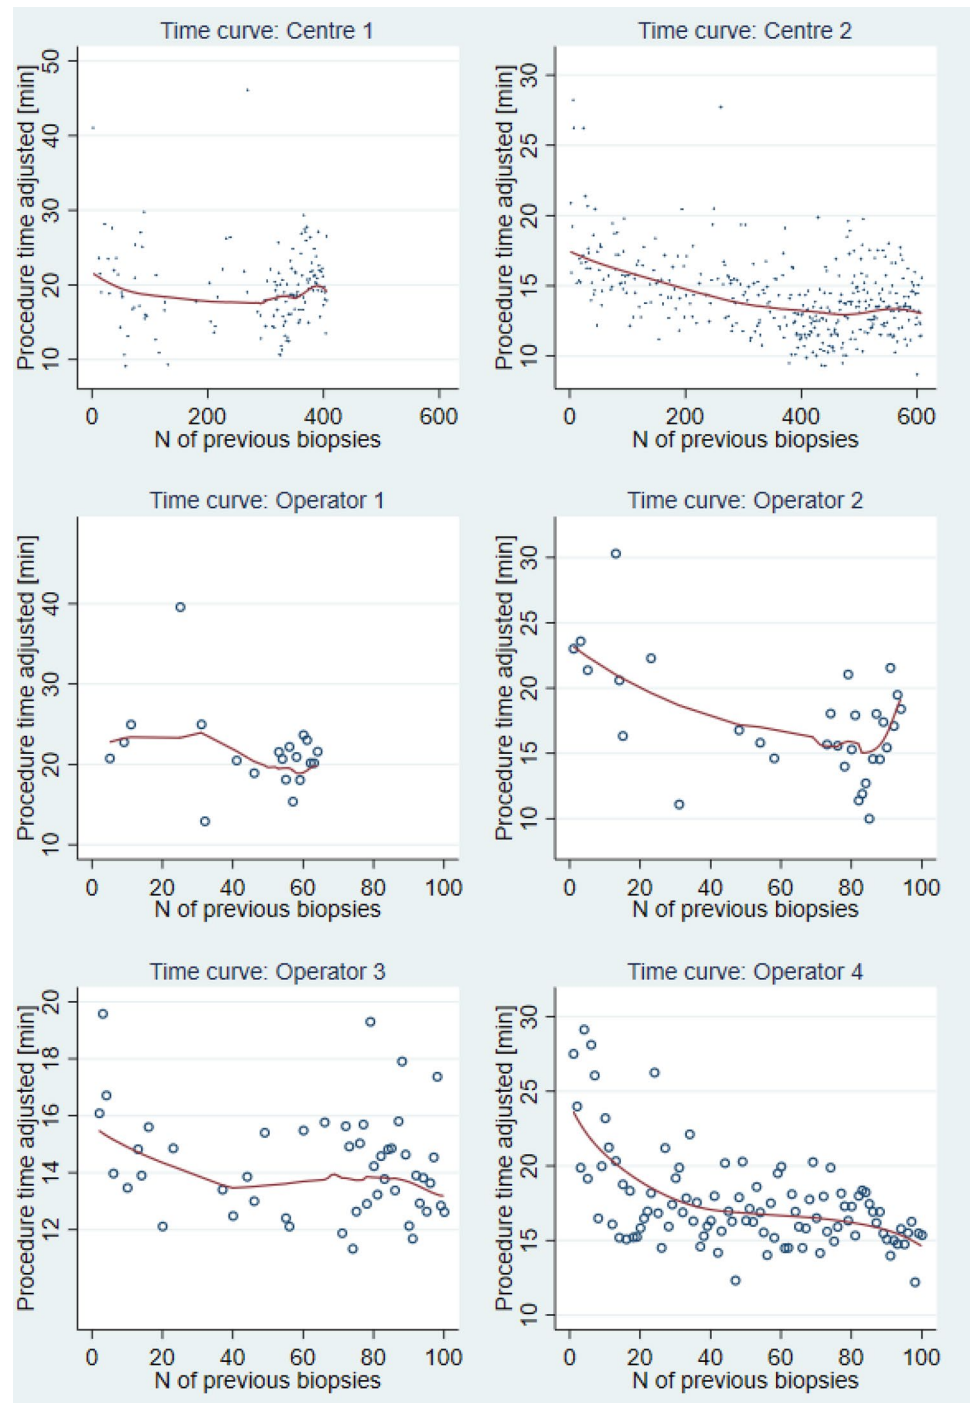 Time curve: Centre 1
Procedure time adjusted [min]
50
40
30
20
10
0 200 400 600
N of previous biopsies
Time curve: Centre 2
Procedure time adjusted [min]
30
25
20
15
10
0 200 400 600
N of previous biopsies
Time curve: Operator 1
Procedure time adjusted [min]
40
30
20
10
0 20 40 60 80 100
N of previous biopsies
Time curve: Operator 2
Procedure time adjusted [min]
30
25
20
15
10
0 20 40 60 80 100
N of previous biopsies
Time curve: Operator 3
Procedure time adjusted [min]
20
18
16
14
12
0 20 40 60 80 100
N of previous biopsies
Time curve: Operator 4
Procedure time adjusted [min]
30
25
20
15
10
0 20 40 60 80 100
N of previous biopsies